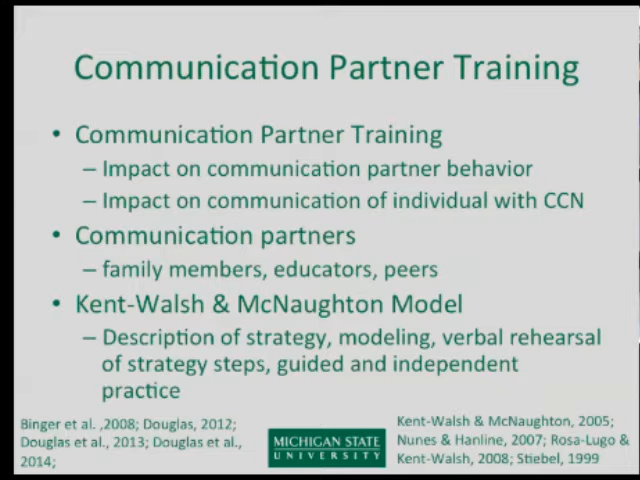 Communication Partner Training
• Communication Partner Training
– Impact on communication partner behavior
– Impact on communication of individual with CCN
• Communication partners
– family members, educators, peers
• Kent-Walsh & McNaughton Model
– Description of strategy, modeling, verbal rehearsal
of strategy steps, guided and independent
practice
Binger et al. ,2008; Douglas, 2012;
Douglas et al., 2013; Douglas et al.,
2014;
MICHIGAN STATE
UNIVERSITY
Kent-Walsh & McNaughton, 2005;
Nunes & Hanline, 2007; Rosa-Lugo &
Kent-Walsh, 2008; Stiebel, 1999